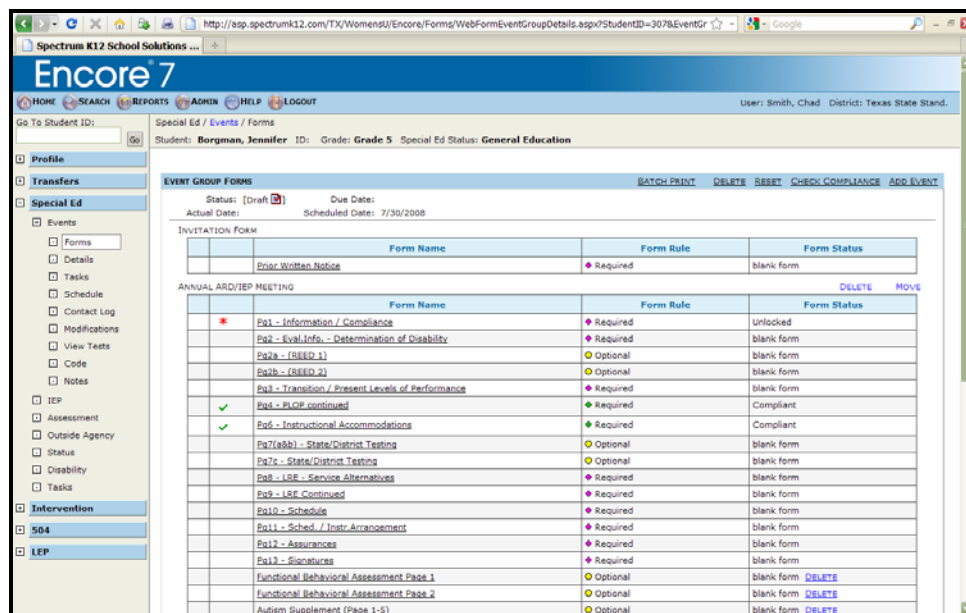 http://asp.spectrumk12.com/TX/WomensU/Encore/Forms/WebFormEventGroupDetails.aspx?StudentID=3078&EventGr
Google
Spectrum K12 School Solutions ...
Encore 7
HOME SEARCH REPORTS ADMIN HELP LOGOUT
User: Smith, Chad District: Texas State Stand.
Go To Student ID:
Go
Special Ed / Events / Forms
Student: Borgman, Jennifer ID: Grade: Grade 5 Special Ed Status: General Education
Profile
Transfers
Special Ed
Events
Forms
Details
Tasks
Schedule
Contact Log
Modifications
View Tests
Code
Notes
IEP
Assessment
Outside Agency
Status
Disability
Tasks
Intervention
504
LEP
EVENT GROUP FORMS BATCH PRINT DELETE RESET CHECK COMPLIANCE ADD EVENT
Status: [Draft] Due Date:
Actual Date: Scheduled Date: 7/30/2008
INVITATION FORM
Form Name Form Rule Form Status
Prior Written Notice Required blank form
ANNUAL ARD/IEP MEETING DELETE MOVE
Form Name Form Rule Form Status
Pg1 - Information / Compliance Required Unlocked
Pg2 - Eval.Info. - Determination of Disability Required blank form
Pg2a - (REED 1) Optional blank form
Pg2b - (REED 2) Optional blank form
Pg3 - Transition / Present Levels of Performance Required blank form
Pg4 - PLOP continued Required Compliant
Pg6 - Instructional Accommodations Required Compliant
Pg7(a&b) - State/District Testing Optional blank form
Pg7c - State/District Testing Optional blank form
Pg8 - LRE - Service Alternatives Required blank form
Pg9 - LRE Continued Required blank form
Pg10 - Schedule Required blank form
Pg11 - Sched. / Instr.Arrangement Required blank form
Pg12 - Assurances Required blank form
Pg13 - Signatures Required blank form
Functional Behavioral Assessment Page 1 Optional blank form DELETE
Functional Behavioral Assessment Page 2 Optional blank form DELETE
Autism Supplement (Page 1-5) Optional blank form DELETE